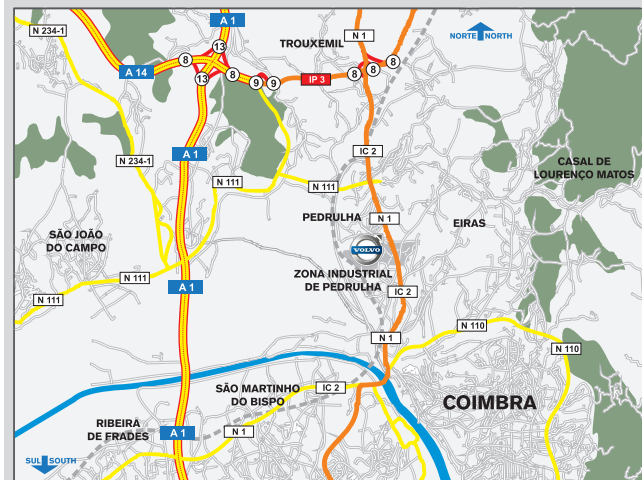 A 1
N 1
N 234-1
13
TROUXEMIL
NORTE
NORTH
8
8
A 14
8
8
8
IP 3
9
9
13
A 1
IC 2
N 234-1
CASAL DE
LOURENÇO MATOS
N 111
N 111
PEDRULHA
N 1
EIRAS
SÃO JOÃO
DO CAMPO
VOLVO
ZONA INDUSTRIAL
DE PEDRULHA
N 111
A 1
IC 2
N 111
N 110
N 1
N 110
SÃO MARTINHO
DO BISPO
IC 2
COIMBRA
RIBEIRA
DE FRADES
A 1
N 1
SUL
SOUTH